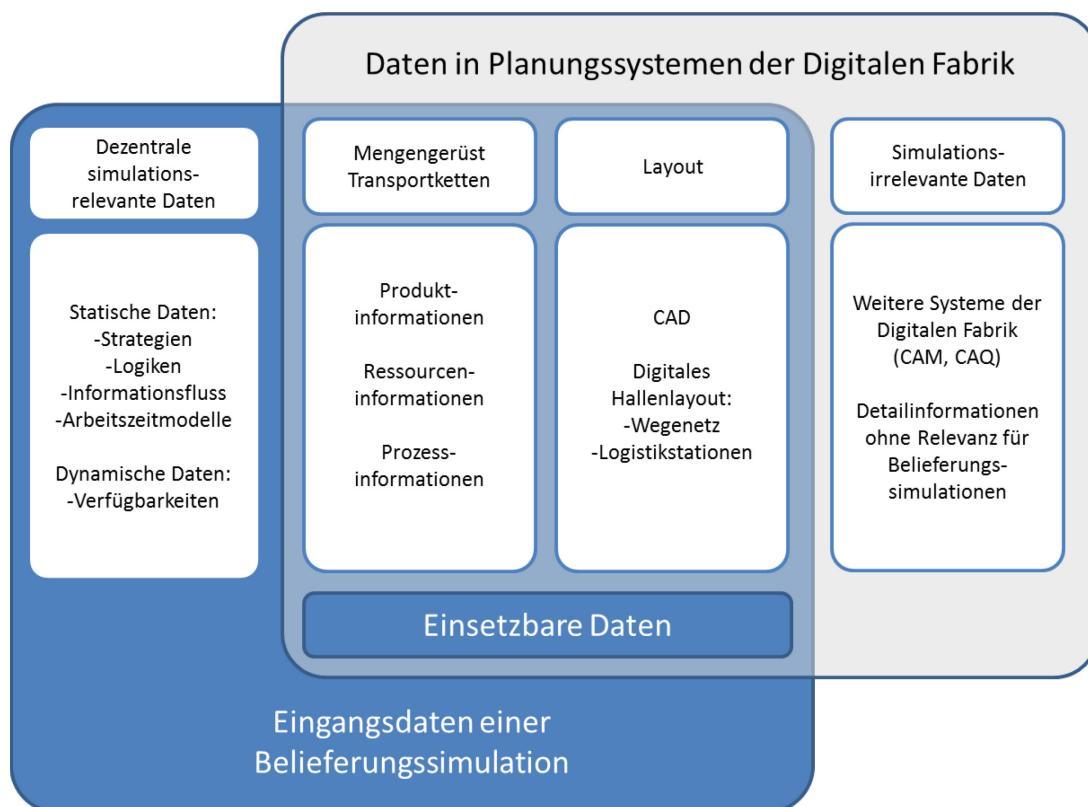 Daten in Planungssystemen der Digitalen Fabrik
Dezentrale
simulations-
relevante Daten
Statische Daten:
-Strategien
-Logiken
-Informationsfluss
-Arbeitszeitmodelle
Dynamische Daten:
-Verfügbarkeiten
Mengengerüst
Transportketten
Produkt-
informationen
Ressourcen-
informationen
Prozess-
informationen
Layout
CAD
Digitales
Hallenlayout:
-Wegenetz
-Logistikstationen
Simulations-
irrelevante Daten
Weitere Systeme der
Digitalen Fabrik
(CAM, CAQ)
Detailinformationen
ohne Relevanz für
Belieferungs-
simulationen
Einsetzbare Daten
Eingangsdaten einer
Belieferungssimulation